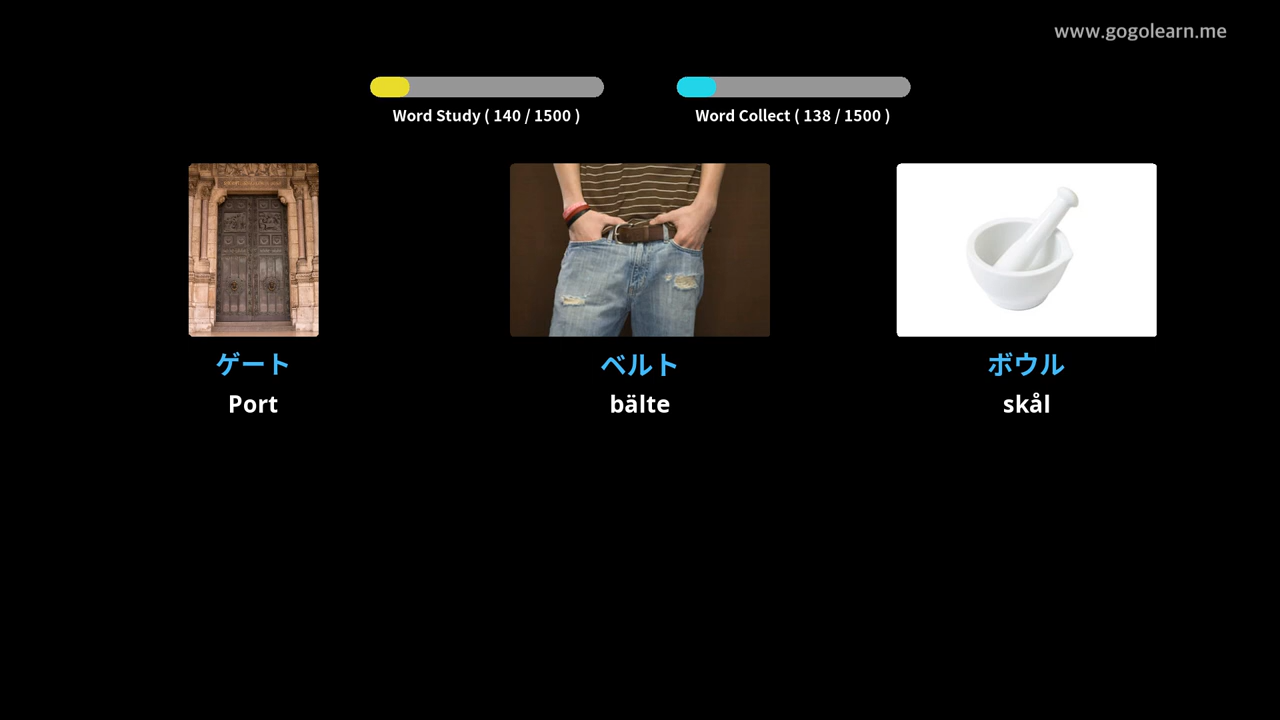 www.gogolearn.me
Word Study ( 140 / 1500 )
Word Collect ( 138 / 1500 )
ゲート
Port
ベルト
bälte
ボウル
skål